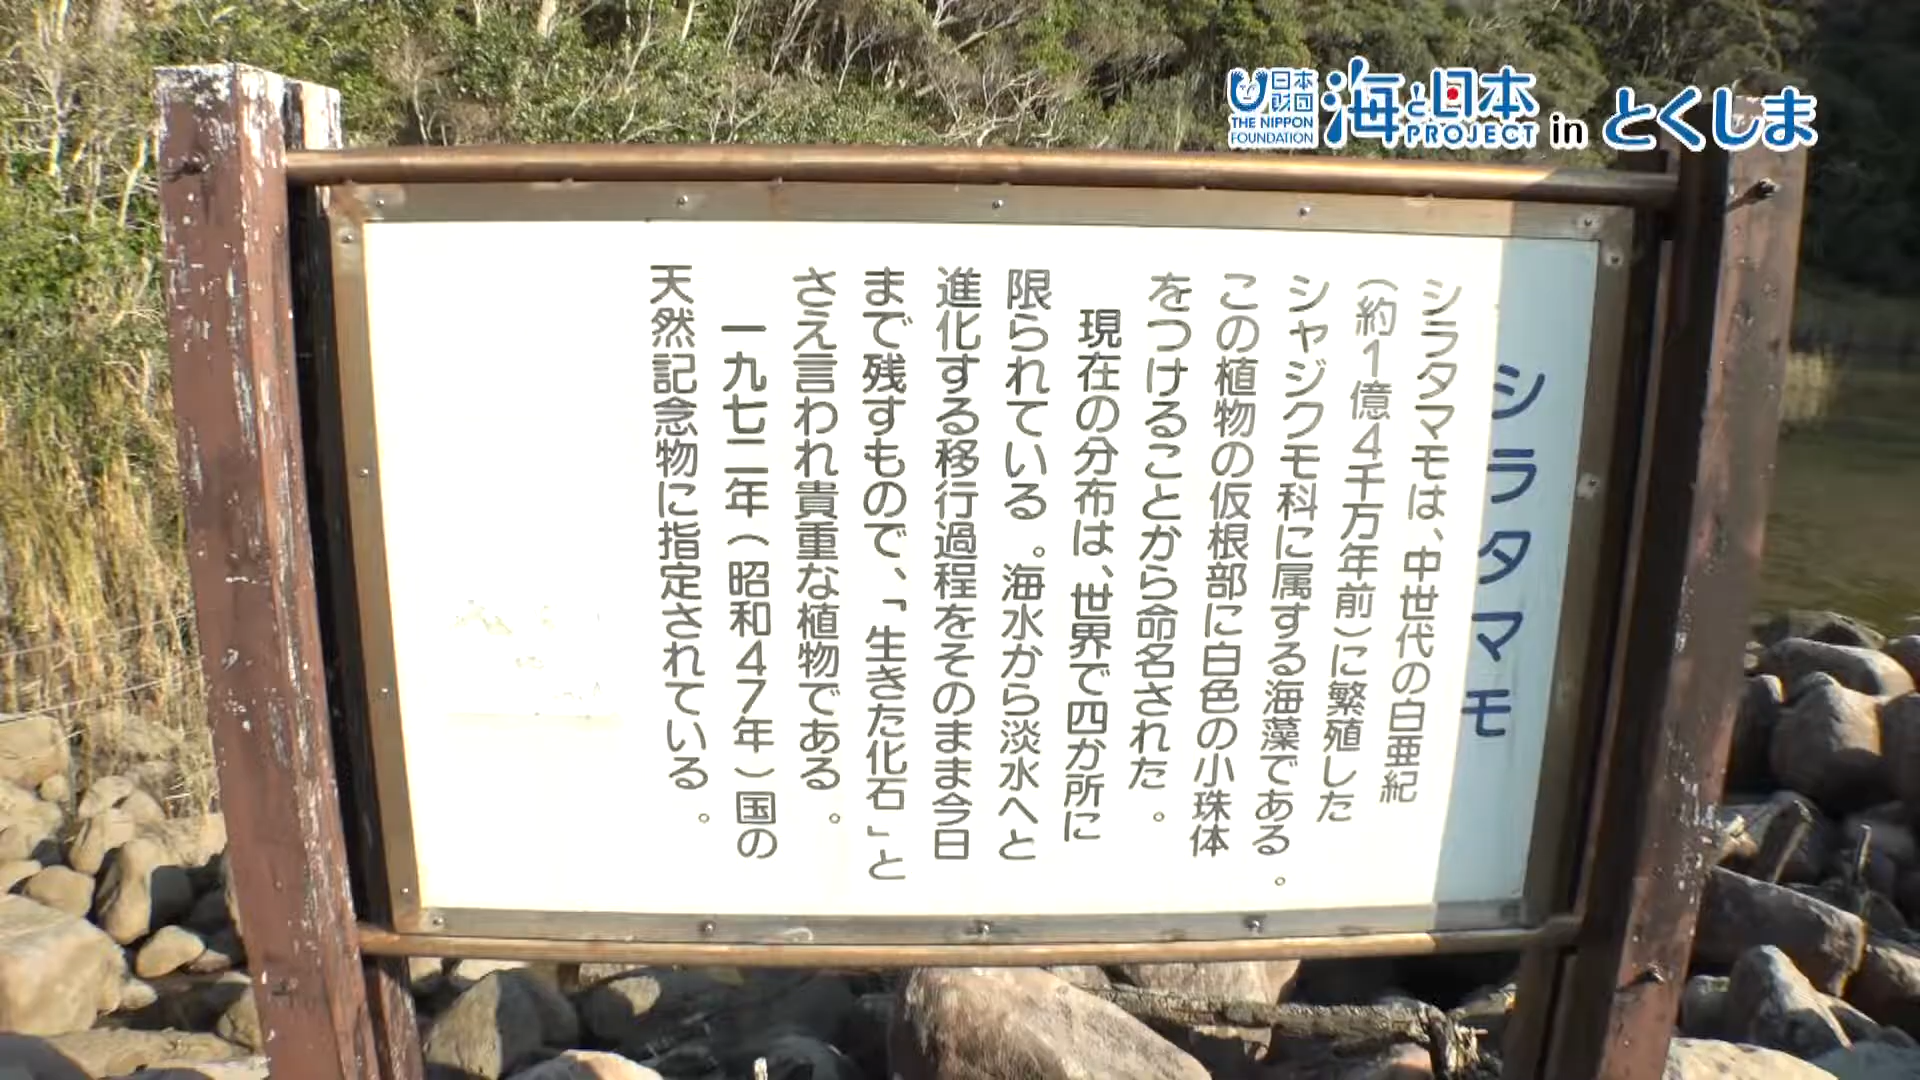 日本
財団
THE NIPPON
FOUNDATION
海と日本
PROJECT
in とくしま
シラタマモ
シラタマモは、中世代の白亜紀
(約1億4千万年前)に繁殖した
シャジクモ科に属する海藻である。
この植物の仮根部に白色の小珠体
をつけることから命名された。
現在の分布は、世界で四か所に
限られている。海水から淡水へと
進化する移行過程をそのまま今日
まで残すもので、「生きた化石」と
さえ言われ貴重な植物である。
一九七二年(昭和47年)国の
天然記念物に指定されている。